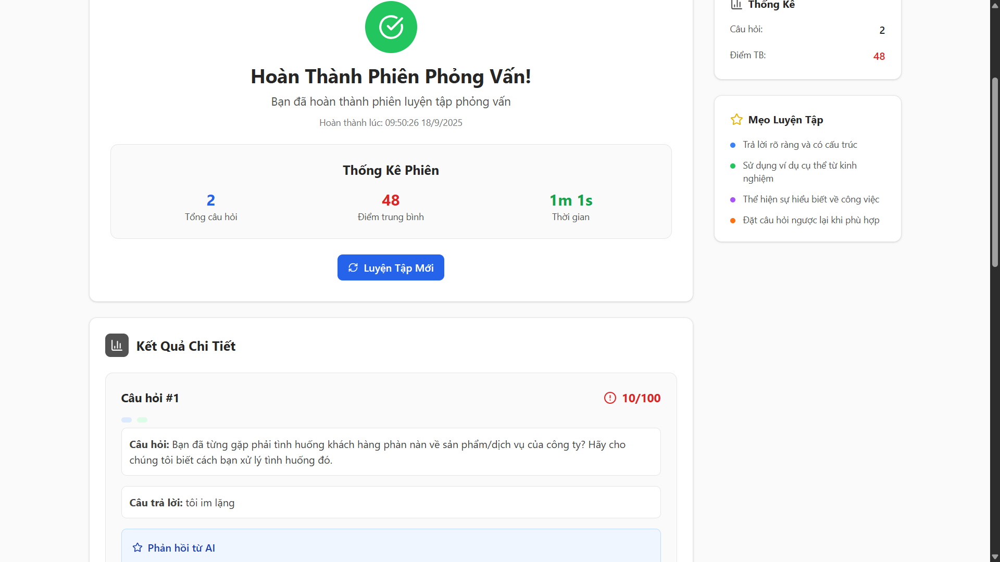 Hoàn Thành Phiên Phỏng Vấn!
Bạn đã hoàn thành phiên luyện tập phỏng vấn
Hoàn thành lúc: 09:50:26 18/9/2025
Thống Kê Phiên
2
Tổng câu hỏi
48
Điểm trung bình
1m 1s
Thời gian
Luyện Tập Mới
Kết Quả Chi Tiết
Câu hỏi #1
10/100
Câu hỏi: Bạn đã từng gặp phải tình huống khách hàng phàn nàn về sản phẩm/dịch vụ của công ty? Hãy cho
chúng tôi biết cách bạn xử lý tình huống đó.
Câu trả lời: tôi im lặng
Phản hồi từ AI
Thống Kê
Câu hỏi:
2
Điểm TB:
48
Mẹo Luyện Tập
Trả lời rõ ràng và có cấu trúc
Sử dụng ví dụ cụ thể từ kinh
nghiệm
Thể hiện sự hiểu biết về công việc
Đặt câu hỏi ngược lại khi phù hợp